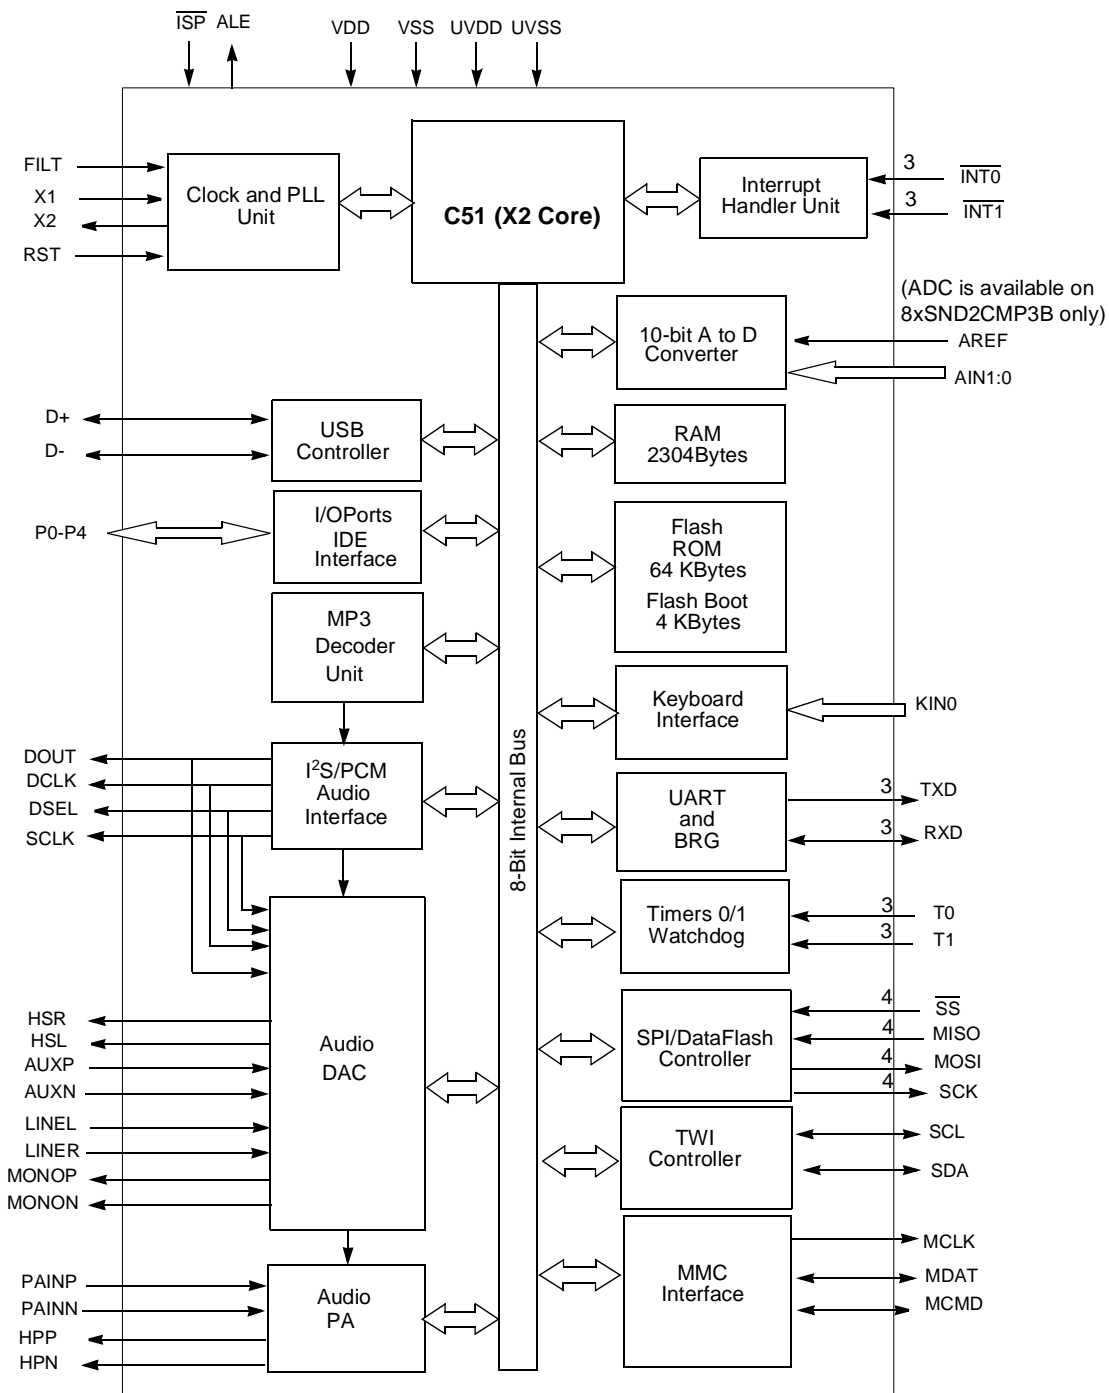 ISP ALE VDD VSS UVDD UVSS
FILT
X1
X2
RST
Clock and PLL
Unit
C51 (X2 Core)
Interrupt
Handler Unit
3
INT0
3
INT1
(ADC is available on
8xSND2CMP3B only)
10-bit A to D
Converter
AREF
AIN1:0
D+
D-
USB
Controller
RAM
2304Bytes
P0-P4
I/OPorts
IDE
Interface
Flash
ROM
64 KBytes
Flash Boot
4 KBytes
MP3
Decoder
Unit
8-Bit Internal Bus
Keyboard
Interface
KIN0
DOUT
DCLK
DSEL
SCLK
I²S/PCM
Audio
Interface
UART
and
BRG
3 TXD
3 RXD
Timers 0/1
Watchdog
3 T0
3 T1
HSR
HSL
AUXP
AUXN
LINEL
LINER
MONOP
MONON
Audio
DAC
SPI/DataFlash
Controller
4 SS
4 MISO
4 MOSI
4 SCK
TWI
Controller
SCL
SDA
PAINP
PAINN
HPP
HPN
Audio
PA
MMC
Interface
MCLK
MDAT
MCMD